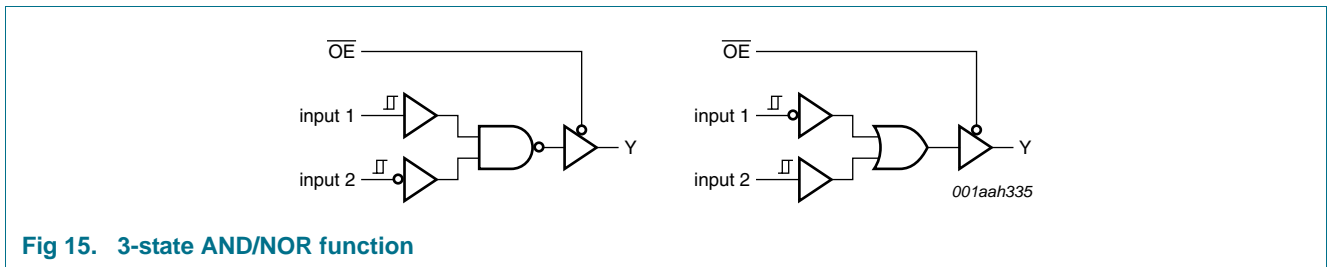 OE
OE
input 1
Y
input 2
input 1
Y
input 2
001aah335
Fig 15. 3-state AND/NOR function